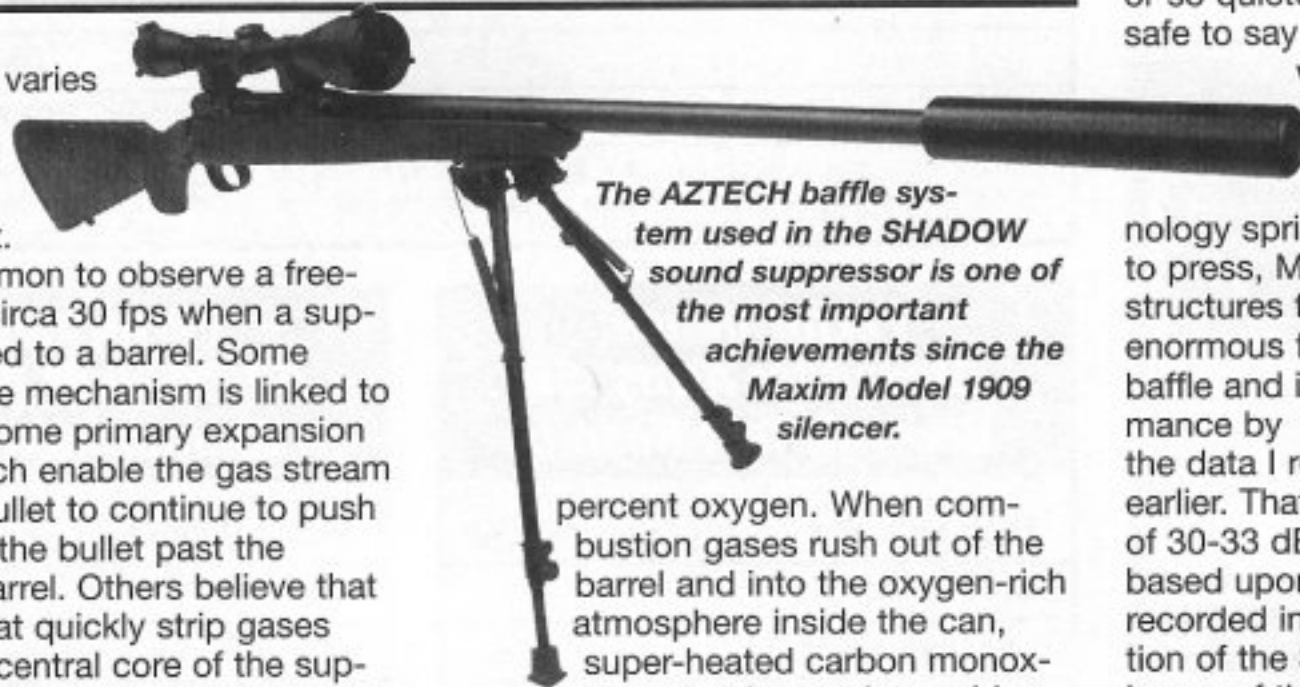 varies
t.
mon to observe a free-
irca 30 fps when a sup-
ed to a barrel. Some
e mechanism is linked to
ome primary expansion
ch enable the gas stream
ullet to continue to push
the bullet past the
arrel. Others believe that
at quickly strip gases
central core of the sup-
The AZTECH baffle sys-
tem used in the SHADOW
sound suppressor is one of
the most important
achievements since the
Maxim Model 1909
silencer.
percent oxygen. When com-
bustion gases rush out of the
barrel and into the oxygen-rich
atmosphere inside the can,
super-heated carbon monox-
or so quiet
safe to say
nology spri
to press, M
structures f
enormous f
baffle and i
mance by
the data I r
earlier. That
of 30-33 dB
based upon
recorded in
tion of the